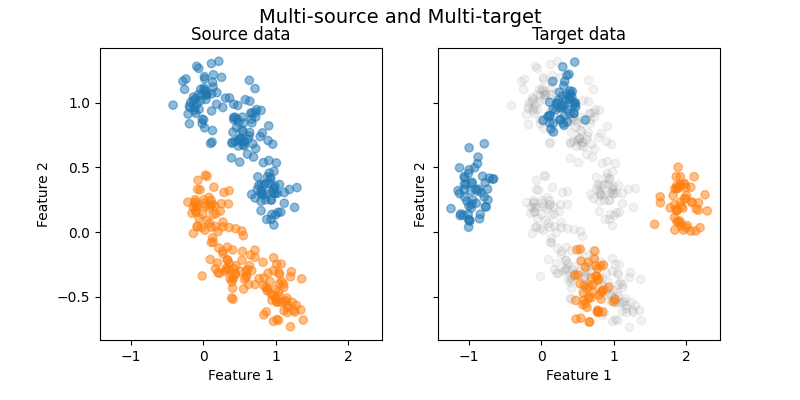 Multi-source and Multi-target
Source data
Target data
1.0
0.5
0.0
−0.5
Feature 2
Feature 2
−1
0
1
2
−1
0
1
2
Feature 1
Feature 1